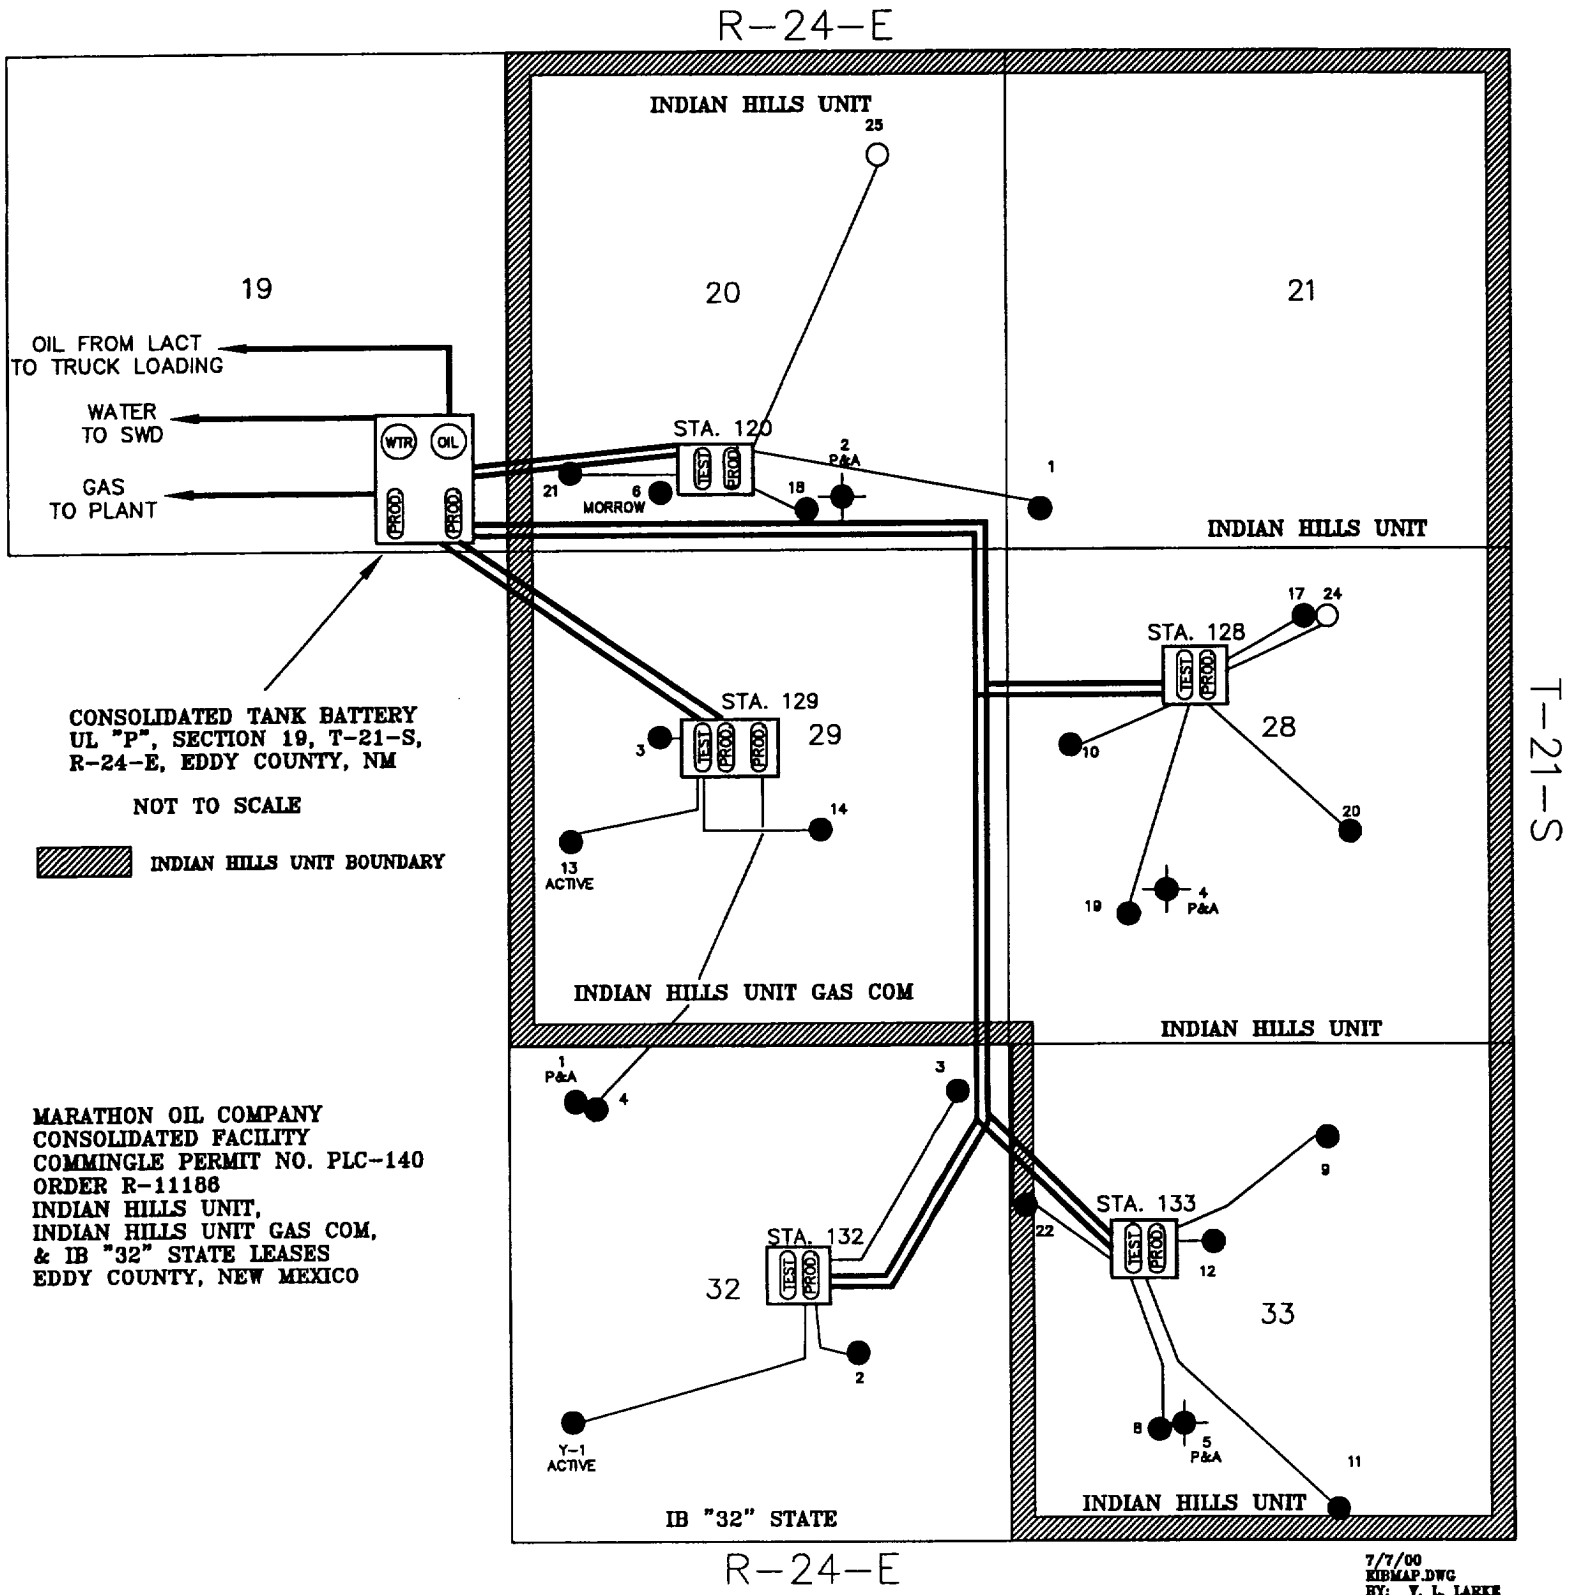 R-24-E
INDIAN HILLS UNIT
25
19
20
21
OIL FROM LACT
TO TRUCK LOADING
WATER
TO SWD
GAS
TO PLANT
WTR
OIL
PROD
PROD
STA. 120
TEST
PROD
21
6
MORROW
18
2
P&A
1
INDIAN HILLS UNIT
17
24
STA. 128
TEST
PROD
28
10
20
19
4
P&A
INDIAN HILLS UNIT
T-21-S
STA. 129
TEST
PROD
PROD
29
3
14
13
ACTIVE
INDIAN HILLS UNIT GAS COM
CONSOLIDATED TANK BATTERY
UL "P", SECTION 19, T-21-S,
R-24-E, EDDY COUNTY, NM
NOT TO SCALE
INDIAN HILLS UNIT BOUNDARY
MARATHON OIL COMPANY
CONSOLIDATED FACILITY
COMMINGLE PERMIT NO. PLC-140
ORDER R-11186
INDIAN HILLS UNIT,
INDIAN HILLS UNIT GAS COM,
& IB "32" STATE LEASES
EDDY COUNTY, NEW MEXICO
1
P&A
4
3
STA. 132
TEST
PROD
32
2
Y-1
ACTIVE
IB "32" STATE
9
22
STA. 133
TEST
PROD
12
33
8
5
P&A
11
INDIAN HILLS UNIT
R-24-E
7/7/00
BY: V. L. LARKE